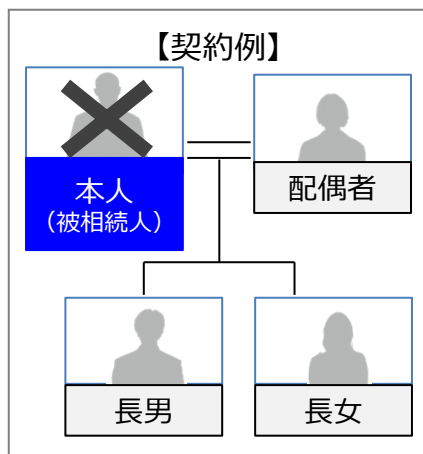 【契約例】
本人
（被相続人）
配偶者
長男
長女